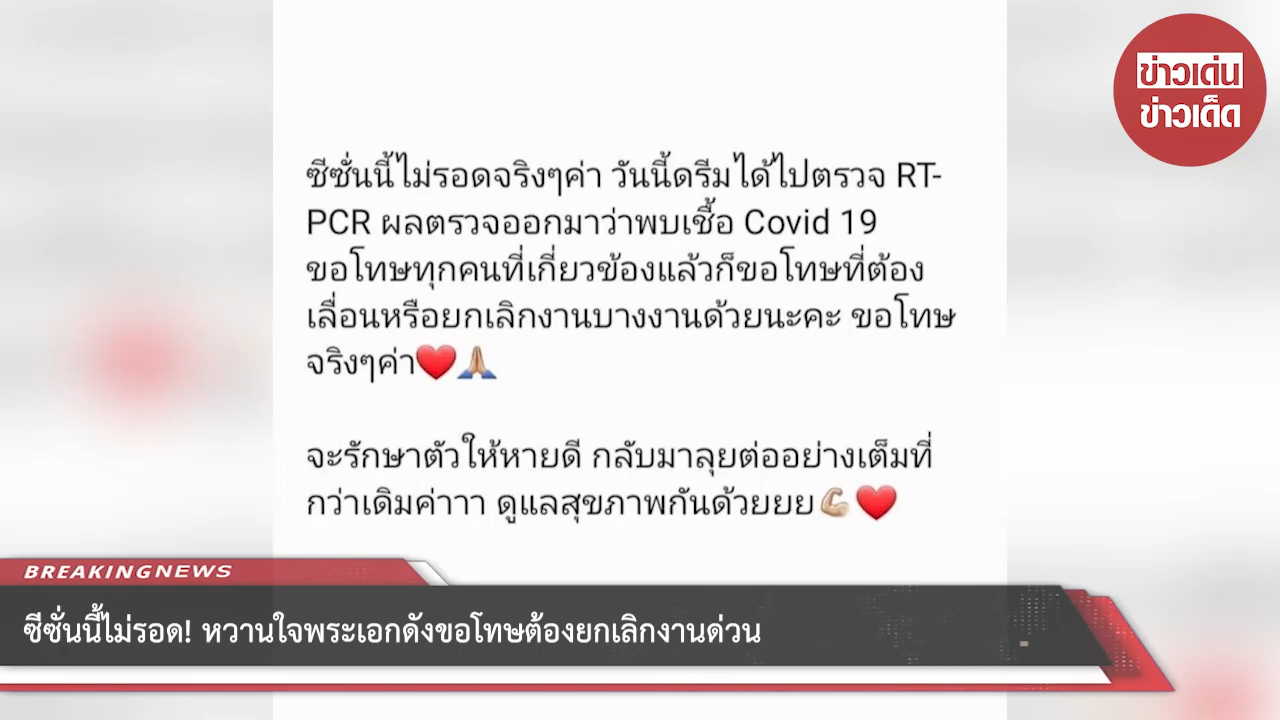 ข่าวเด่น
ข่าวเด็ด
ซีซั่นนี้ไม่รอดจริงๆค่า วันนี้ดรีมได้ไปตรวจ RT-
PCR ผลตรวจออกมาว่าพบเชื้อ Covid 19
ขอโทษทุกคนที่เกี่ยวข้องแล้วก็ขอโทษที่ต้อง
เลื่อนหรือยกเลิกงานบางงานด้วยนะคะ ขอโทษ
จริงๆค่า❤️🙏🏼
จะรักษาตัวให้หายดี กลับมาลุยต่ออย่างเต็มที่
กว่าเดิมค่าาา ดูแลสุขภาพกันด้วยยย💪🏼❤️
BREAKINGNEWS
ซีซั่นนี้ไม่รอด! หวานใจพระเอกดังขอโทษต้องยกเลิกงานด่วน